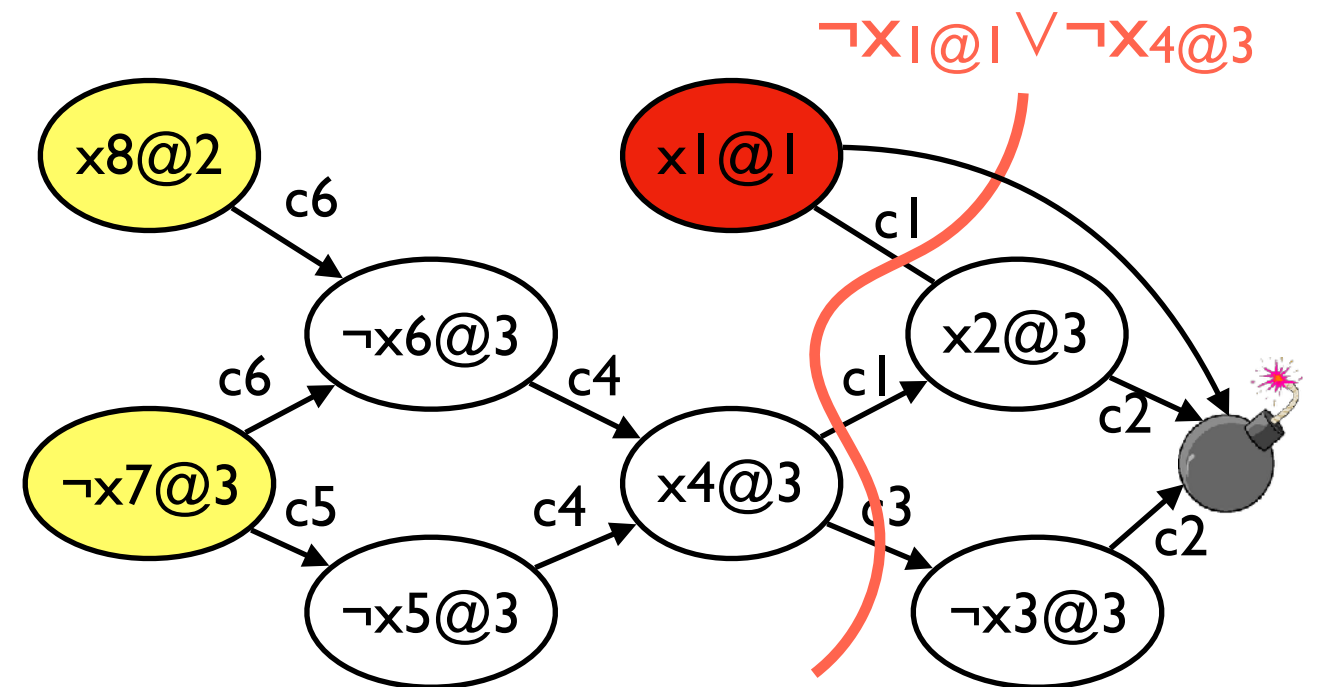 ¬x1@1 ∨ ¬x4@3
x8@2
x1@1
c6
c1
¬x6@3
x2@3
c6
c4
c1
c2
¬x7@3
x4@3
c5
c4
c3
c2
¬x5@3
¬x3@3